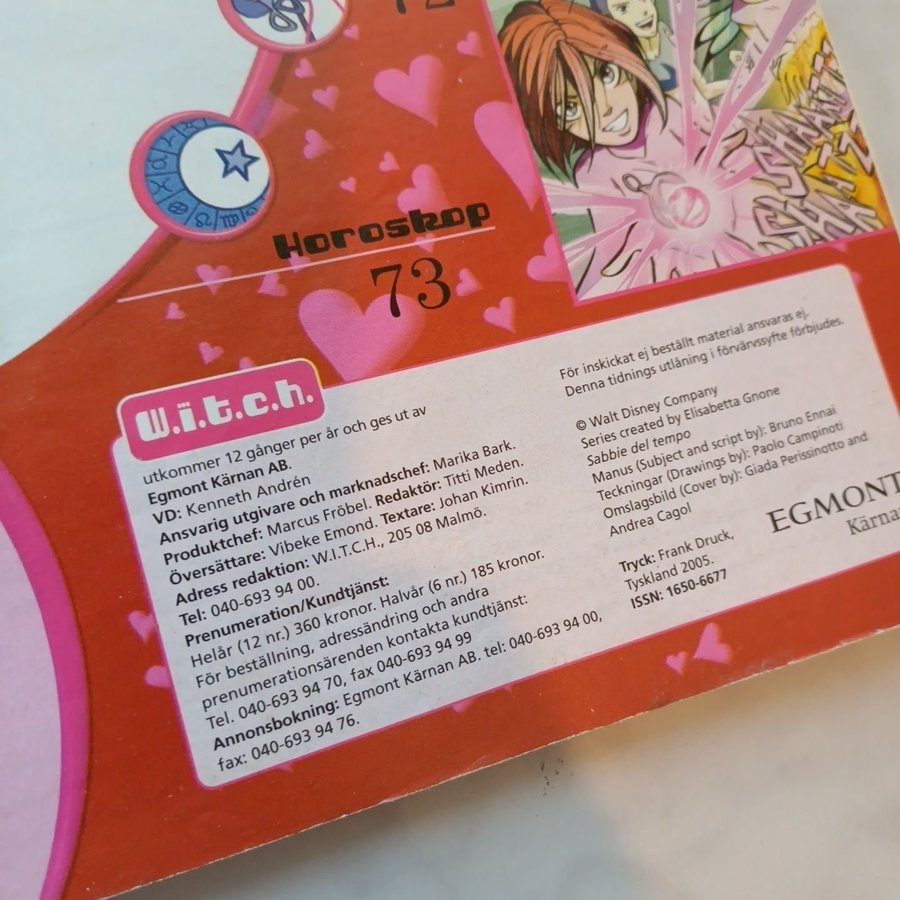 Horoskop
73
W.i.t.c.h.
utkommer 12 gånger per år och ges ut av
Egmont Kärnan AB.
VD: Kenneth Andrén
Ansvarig utgivare och marknadschef: Marika Bark.
Produktchef: Marcus Fröbel. Redaktör: Titti Meden.
Översättare: Vibeke Emond. Textare: Johan Kimrin.
Adress redaktion: W.I.T.C.H., 205 08 Malmö.
Tel: 040-693 94 00.
Prenumeration/Kundtjänst:
Helår (12 nr.) 360 kronor. Halvår (6 nr.) 185 kronor.
För beställning, adressändring och andra
prenumerationsärenden kontakta kundtjänst:
Tel. 040-693 94 70, fax 040-693 94 99
Annonsbokning: Egmont Kärnan AB. tel: 040-693 94 00,
fax: 040-693 94 76.
För inskickat ej beställt material ansvaras ej.
Denna tidnings utlåning i förvärvssyfte förbjudes.
© Walt Disney Company
Series created by Elisabetta Gnone
Sabbie del tempo
Manus (Subject and script by): Bruno Ennai
Teckningar (Drawings by): Paolo Campinoti
Omslagsbild (Cover by): Giada Perissinotto and
Andrea Cagol
Tryck: Frank Druck,
Tyskland 2005.
ISSN: 1650-6677
EGMONT